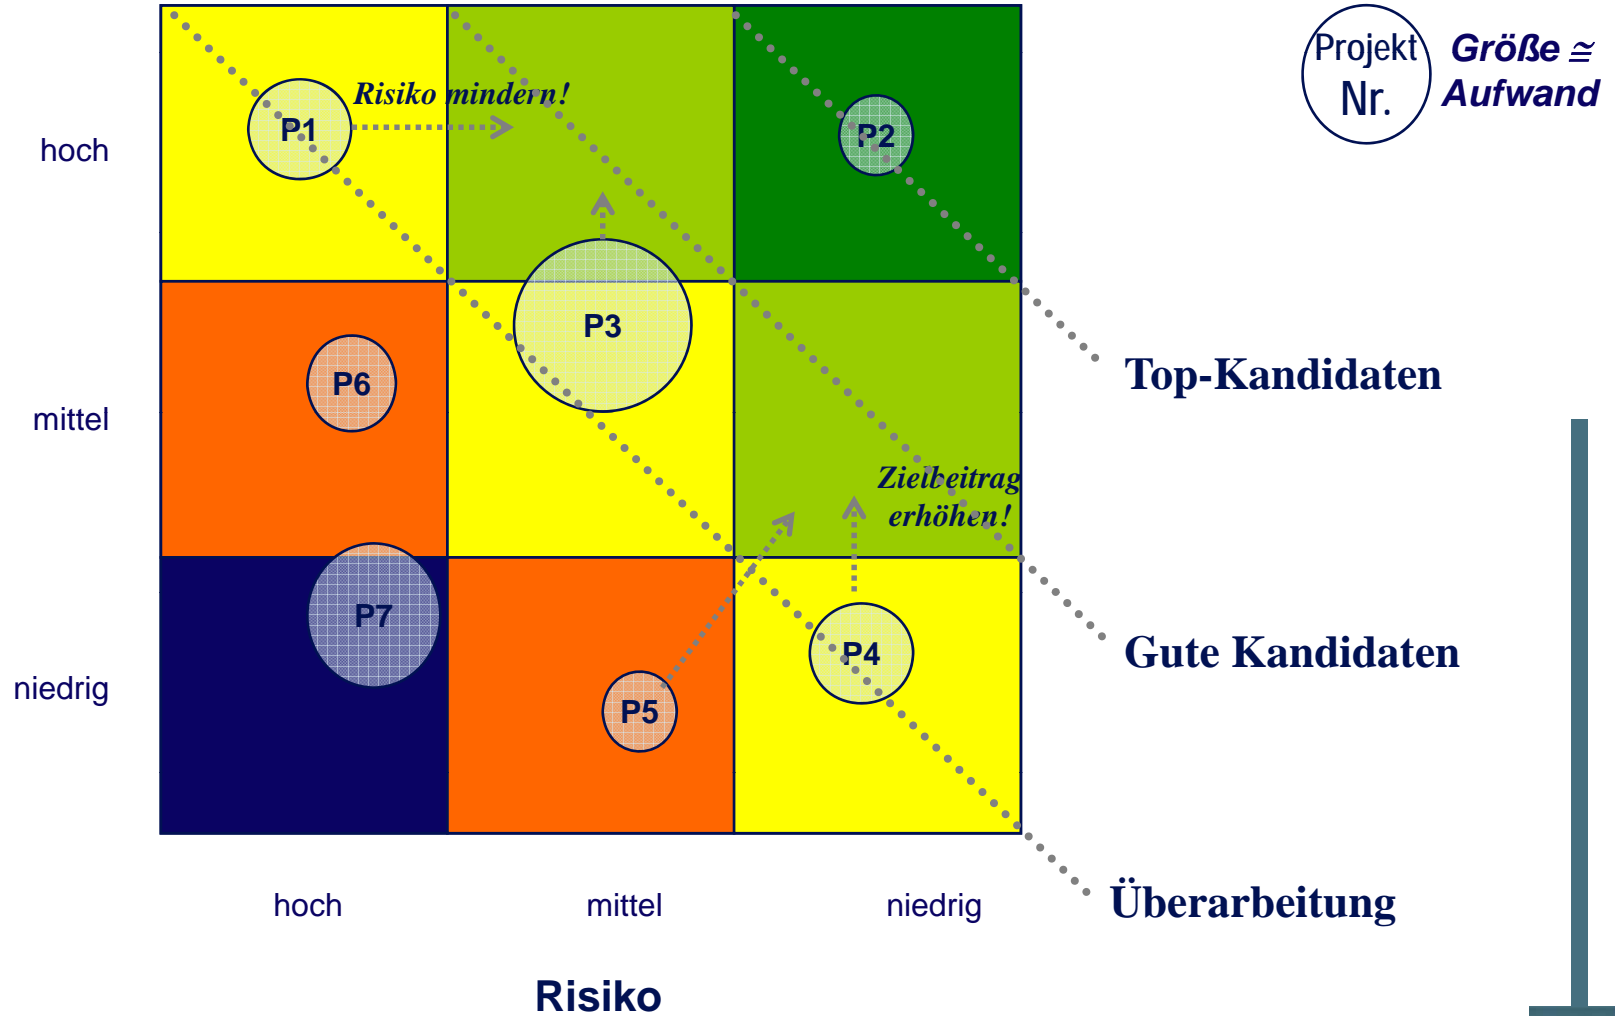 Projekt
Nr.
Größe ≅
Aufwand
hoch
P1
Risiko mindern!
P2
P3
P6
mittel
Top-Kandidaten
Zielbeitrag
erhöhen!
P7
niedrig
P5
P4
Gute Kandidaten
hoch
mittel
niedrig
Überarbeitung
Risiko